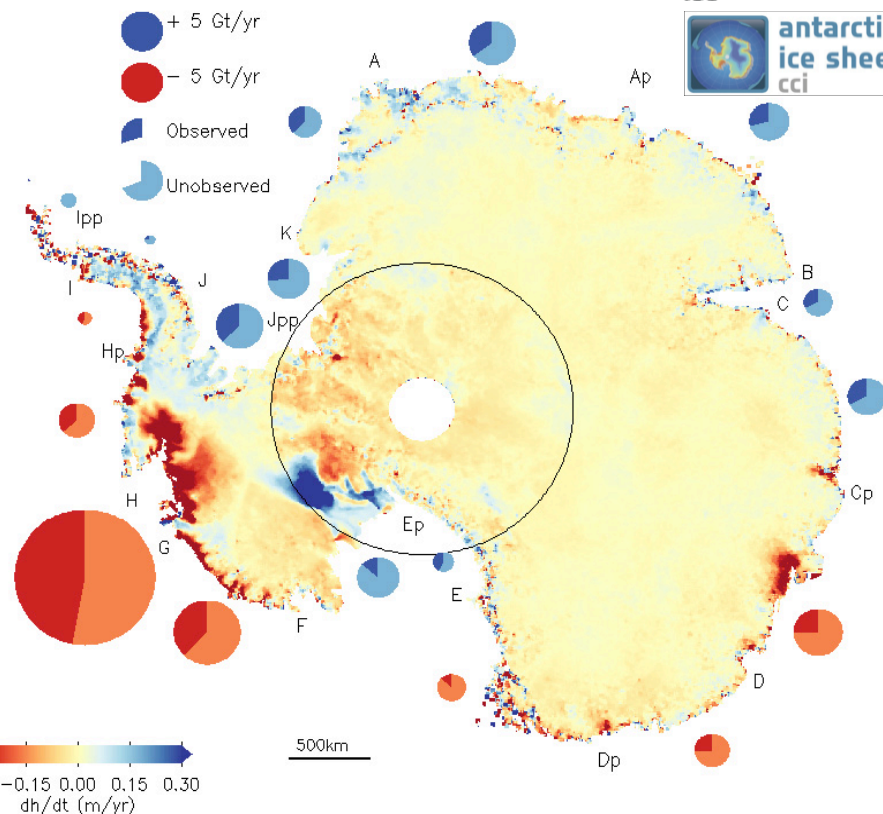 + 5 Gt/yr
- 5 Gt/yr
Observed
Unobserved
antarcti
ice shee
cci
A
Ap
K
Ipp
I
J
B
C
Jpp
Hp
H
G
Ep
Cp
E
F
D
Dp
500km
-0.15 0.00 0.15 0.30
dh/dt (m/yr)